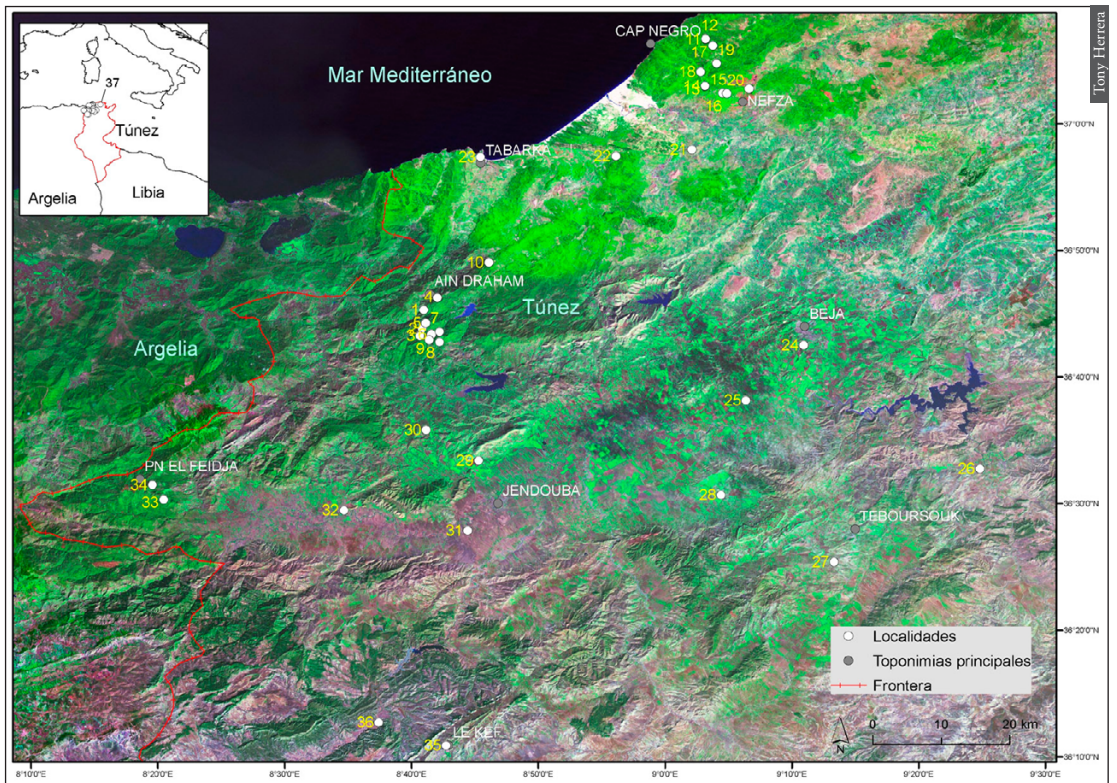 Tony Herrera
37
Túnez
Argelia
Libia
Mar Mediterráneo
CAP NEGRO
12
11
17
19
18
15
20
16
NEFZA
37°0'0"N
TABARKA
23
22
21
36°50'0"N
10
AIN DRAHAM
4
1
7
3
9
8
Túnez
Argelia
BEJA
24
36°40'0"N
25
30
29
26
PN EL FEIDJA
34
33
JENDOUBA
28
32
31
36°30'0"N
TEBOURSOUK
27
36°20'0"N
Localidades
Toponimias principales
Frontera
36
LE KEF
35
N
0 10 20 km
36°10'0"N
8°10'0"E 8°20'0"E 8°30'0"E 8°40'0"E 8°50'0"E 9°0'0"E 9°10'0"E 9°20'0"E 9°30'0"E